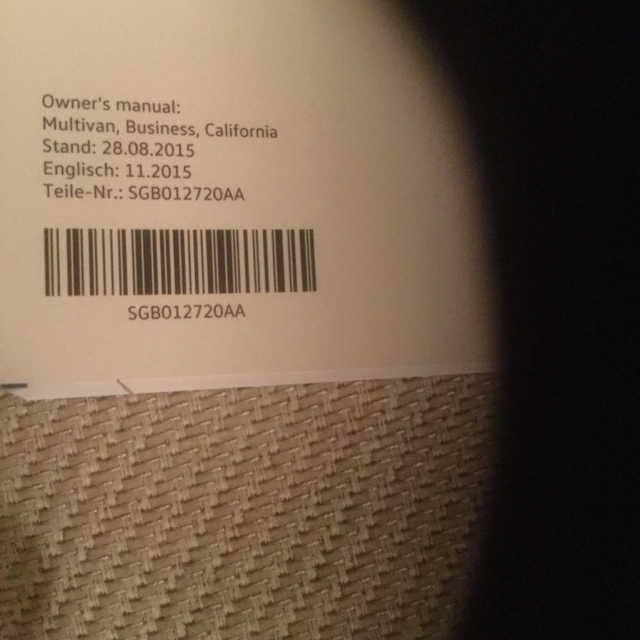 Owner's manual:
Multivan, Business, California
Stand: 28.08.2015
Englisch: 11.2015
Teile-Nr.: SGB012720AA
SGB012720AA